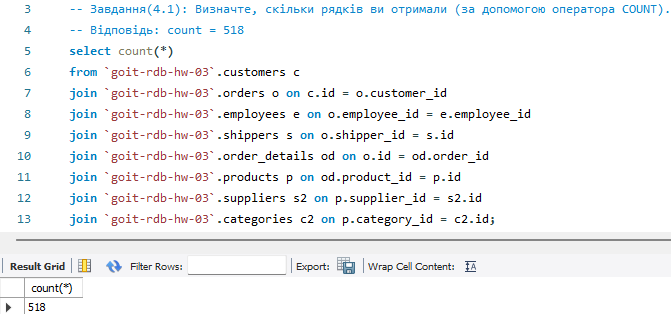 3 -- Завдання(4.1): Визначте, скільки рядків ви отримали (за допомогою оператора COUNT).
4 -- Відповідь: count = 518
5 select count(*)
6 from `goit-rdb-hw-03`.customers c
7 join `goit-rdb-hw-03`.orders o on c.id = o.customer_id
8 join `goit-rdb-hw-03`.employees e on o.employee_id = e.employee_id
9 join `goit-rdb-hw-03`.shippers s on o.shipper_id = s.id
10 join `goit-rdb-hw-03`.order_details od on o.id = od.order_id
11 join `goit-rdb-hw-03`.products p on od.product_id = p.id
12 join `goit-rdb-hw-03`.suppliers s2 on p.supplier_id = s2.id
13 join `goit-rdb-hw-03`.categories c2 on p.category_id = c2.id;
Result Grid Filter Rows: Export: Wrap Cell Content: IA
count(*)
518